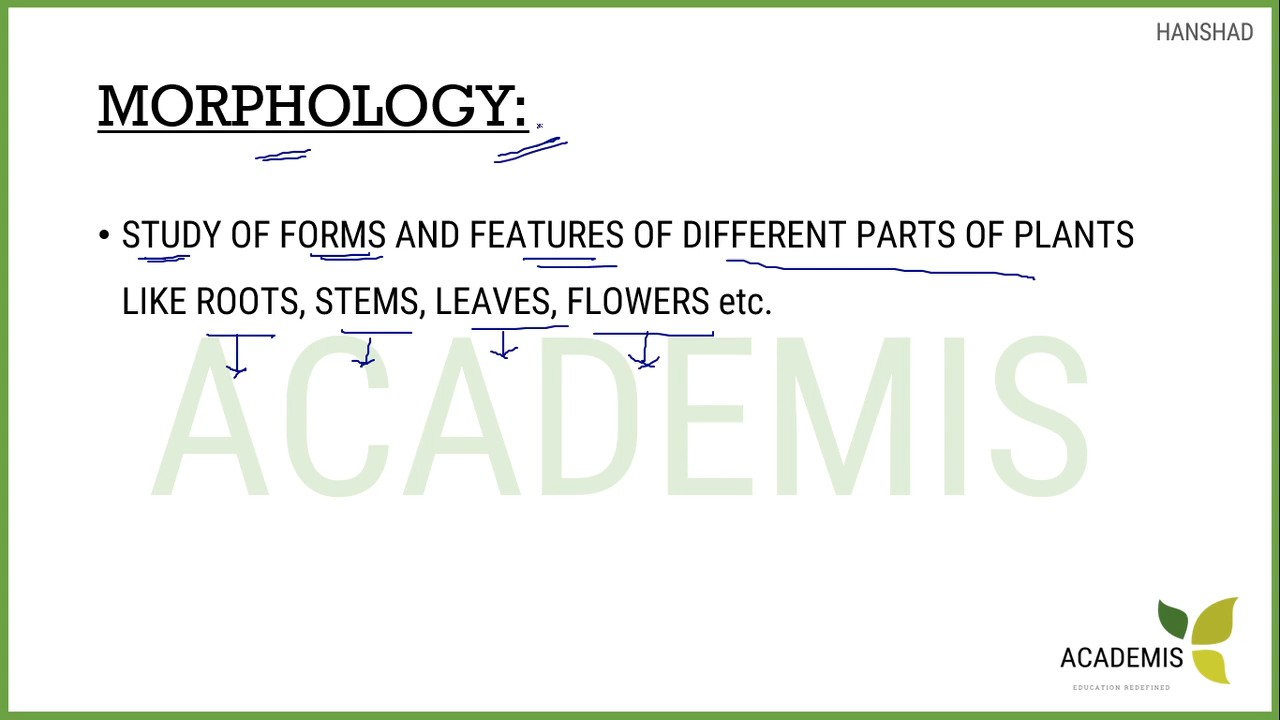 HANSHAD
MORPHOLOGY:
• STUDY OF FORMS AND FEATURES OF DIFFERENT PARTS OF PLANTS
LIKE ROOTS, STEMS, LEAVES, FLOWERS etc.
ACADEMIS
ACADEMIS
EDUCATION REDEFINED